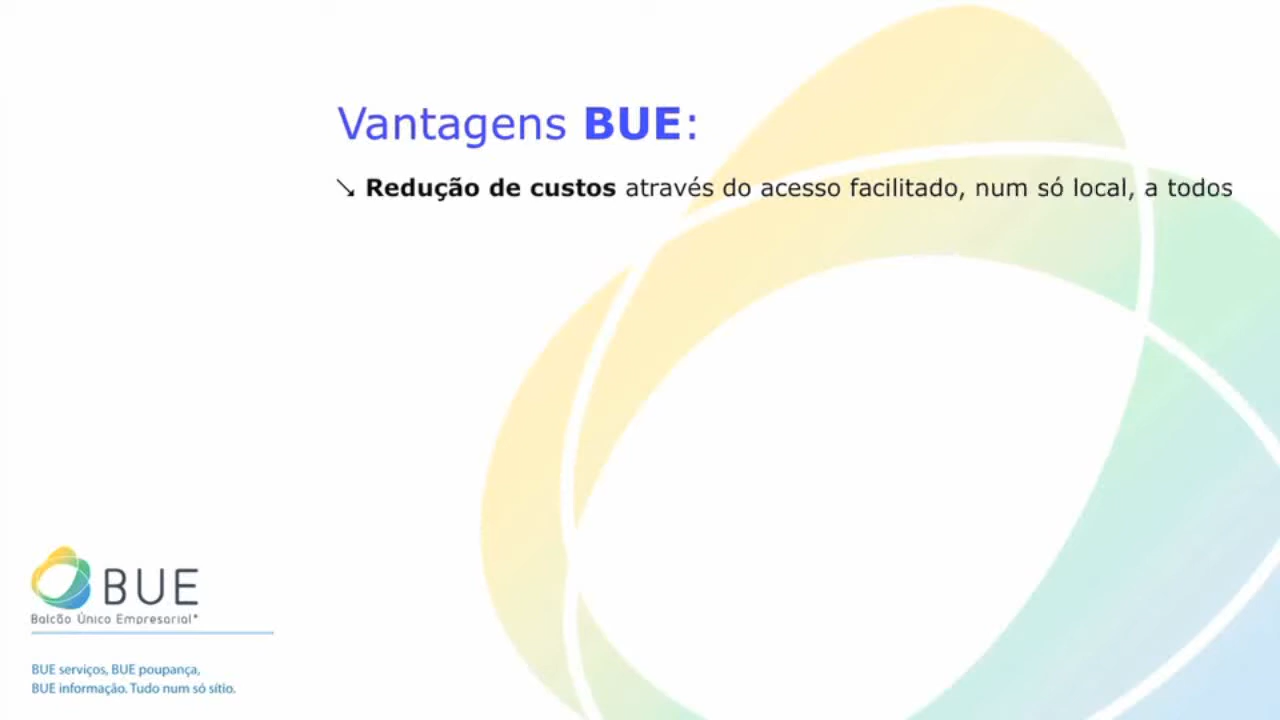 Vantagens BUE:
↘ Redução de custos através do acesso facilitado, num só local, a todos
BUE
Balcão Único Empresarial*
BUE serviços, BUE poupança,
BUE informação. Tudo num só sítio.